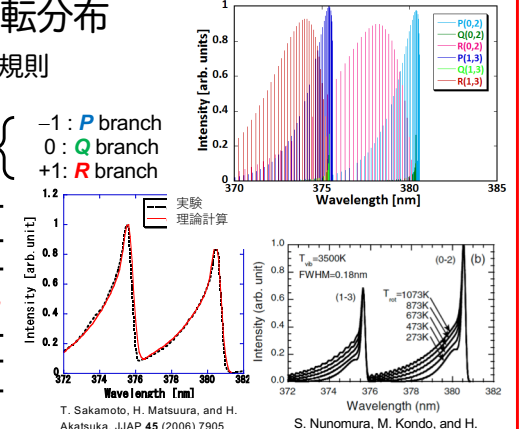 転分布
規則
−1 : P branch
0 : Q branch
+1: R branch
Intensity [arb. units]
1
0.8
0.6
0.4
0.2
0
370
375
380
385
Wavelength [nm]
P(0,2)
Q(0,2)
R(0,2)
P(1,3)
Q(1,3)
R(1,3)
Intensity [arb.unit]
1.2
1
0.8
0.6
0.4
0.2
0
372
374
376
378
380
382
Wavelength [nm]
実験
理論計算
T. Sakamoto, H. Matsuura, and H.
Akatsuka, JJAP 45 (2006) 7905
Intensity (arb. unit)
1.0
0.8
0.6
0.4
0.2
0.0
372
374
376
378
380
382
Wavelength (nm)
Tvib=3500K
FWHM=0.18nm
(1-3)
(0-2)
(b)
Trot=1073K
873K
673K
473K
273K
S. Nunomura, M. Kondo, and H.